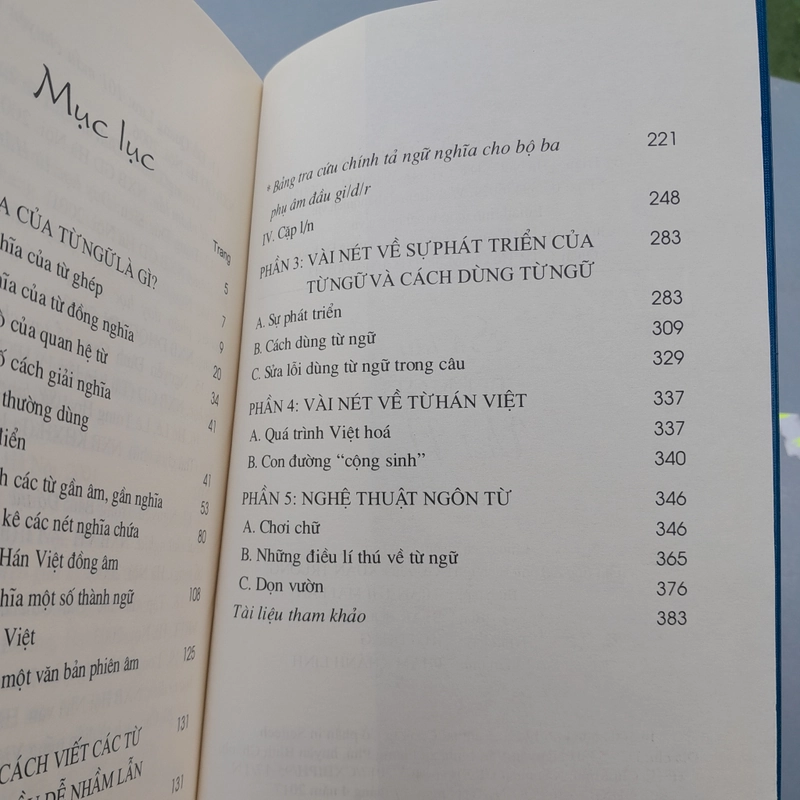 Mục lục
Trang
A CỦA TỪ NGỮ LÀ GÌ? 5
hĩa của từ ghép 7
ĩa của từ đồng nghĩa 9
ò của quan hệ từ 20
ố cách giải nghĩa 34
thường dùng 41
điển
h các từ gần âm, gần nghĩa 41
kê các nét nghĩa chứa 53
Hán Việt đồng âm 80
hĩa một số thành ngữ 108
Việt
một văn bản phiên âm 125
CÁCH VIẾT CÁC TỪ 131
DỄ NHẦM LẪN 131
* Bảng tra cứu chính tả ngữ nghĩa cho bộ ba 221
phụ âm đầu gi/d/r
IV. Cặp l/n 248
PHẦN 3: VÀI NÉT VỀ SỰ PHÁT TRIỂN CỦA 283
TỪ NGỮ VÀ CÁCH DÙNG TỪ NGỮ
A. Sự phát triển 283
B. Cách dùng từ ngữ 309
C. Sửa lỗi dùng từ ngữ trong câu 329
PHẦN 4: VÀI NÉT VỀ TỪ HÁN VIỆT 337
A. Quá trình Việt hoá 337
B. Con đường “cộng sinh” 340
PHẦN 5: NGHỆ THUẬT NGÔN TỪ 346
A. Chơi chữ 346
B. Những điều lí thú về từ ngữ 365
C. Dọn vườn 376
Tài liệu tham khảo 383